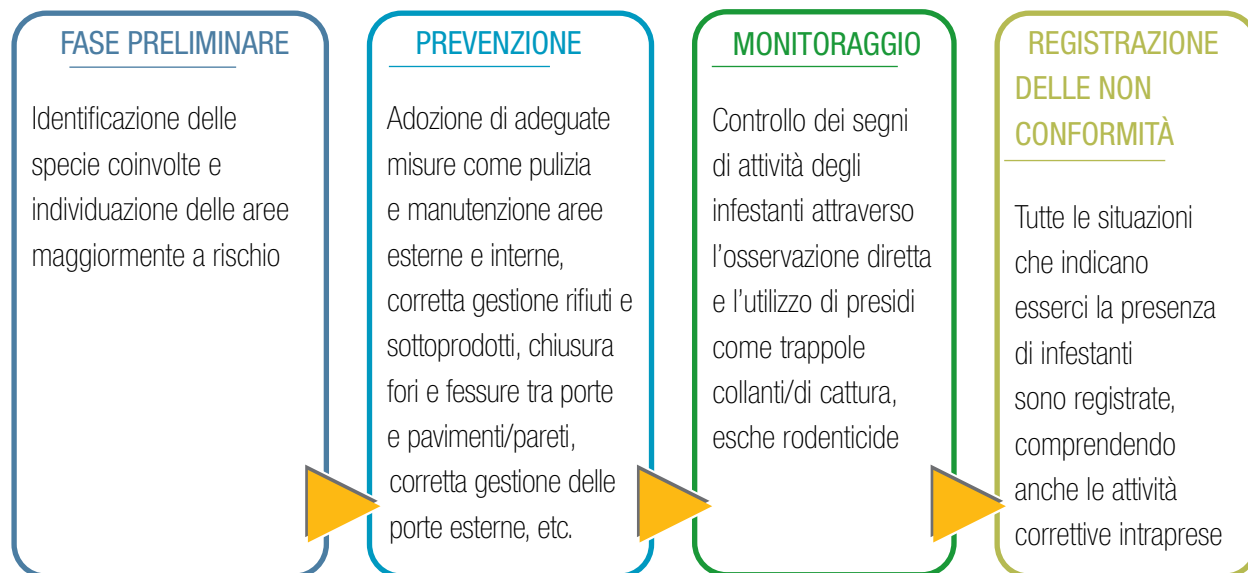 FASE PRELIMINARE
Identificazione delle
specie coinvolte e
individuazione delle aree
maggiormente a rischio
PREVENZIONE
Adozione di adeguate
misure come pulizia
e manutenzione aree
esterne e interne,
corretta gestione rifiuti e
sottoprodotti, chiusura
fori e fessure tra porte
e pavimenti/pareti,
corretta gestione delle
porte esterne, etc.
MONITORAGGIO
Controllo dei segni
di attività degli
infestanti attraverso
l’osservazione diretta
e l’utilizzo di presidi
come trappole
collanti/di cattura,
esche rodenticide
REGISTRAZIONE
DELLE NON
CONFORMITÀ
Tutte le situazioni
che indicano
esserci la presenza
di infestanti
sono registrate,
comprendendo
anche le attività
correttive intraprese